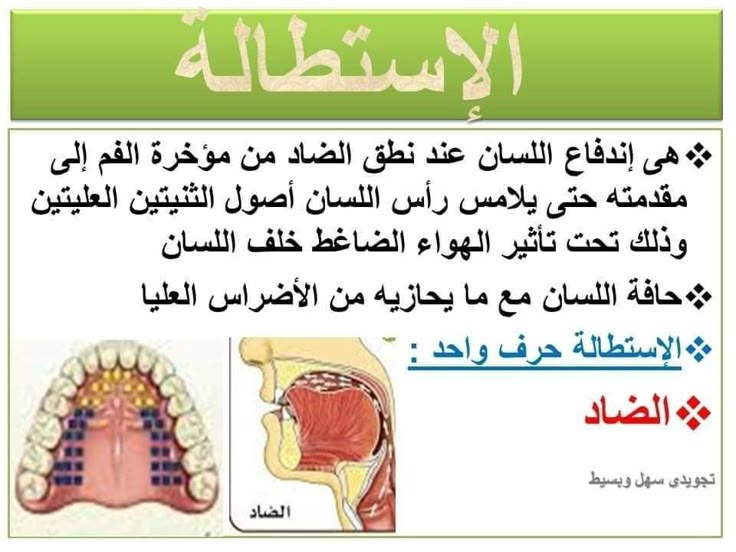 الإستطالة
هى إندفاع اللسان عند نطق الضاد من مؤخرة الفم إلى
مقدمته حتى يلامس رأس اللسان أصول الثنيتين العليتين
وذلك تحت تأثير الهواء الضاغط خلف اللسان
حافة اللسان مع ما يحازيه من الأضراس العليا
الإستطالة حرف واحد :
الضاد
تجويدى سهل وبسيط
الضاد